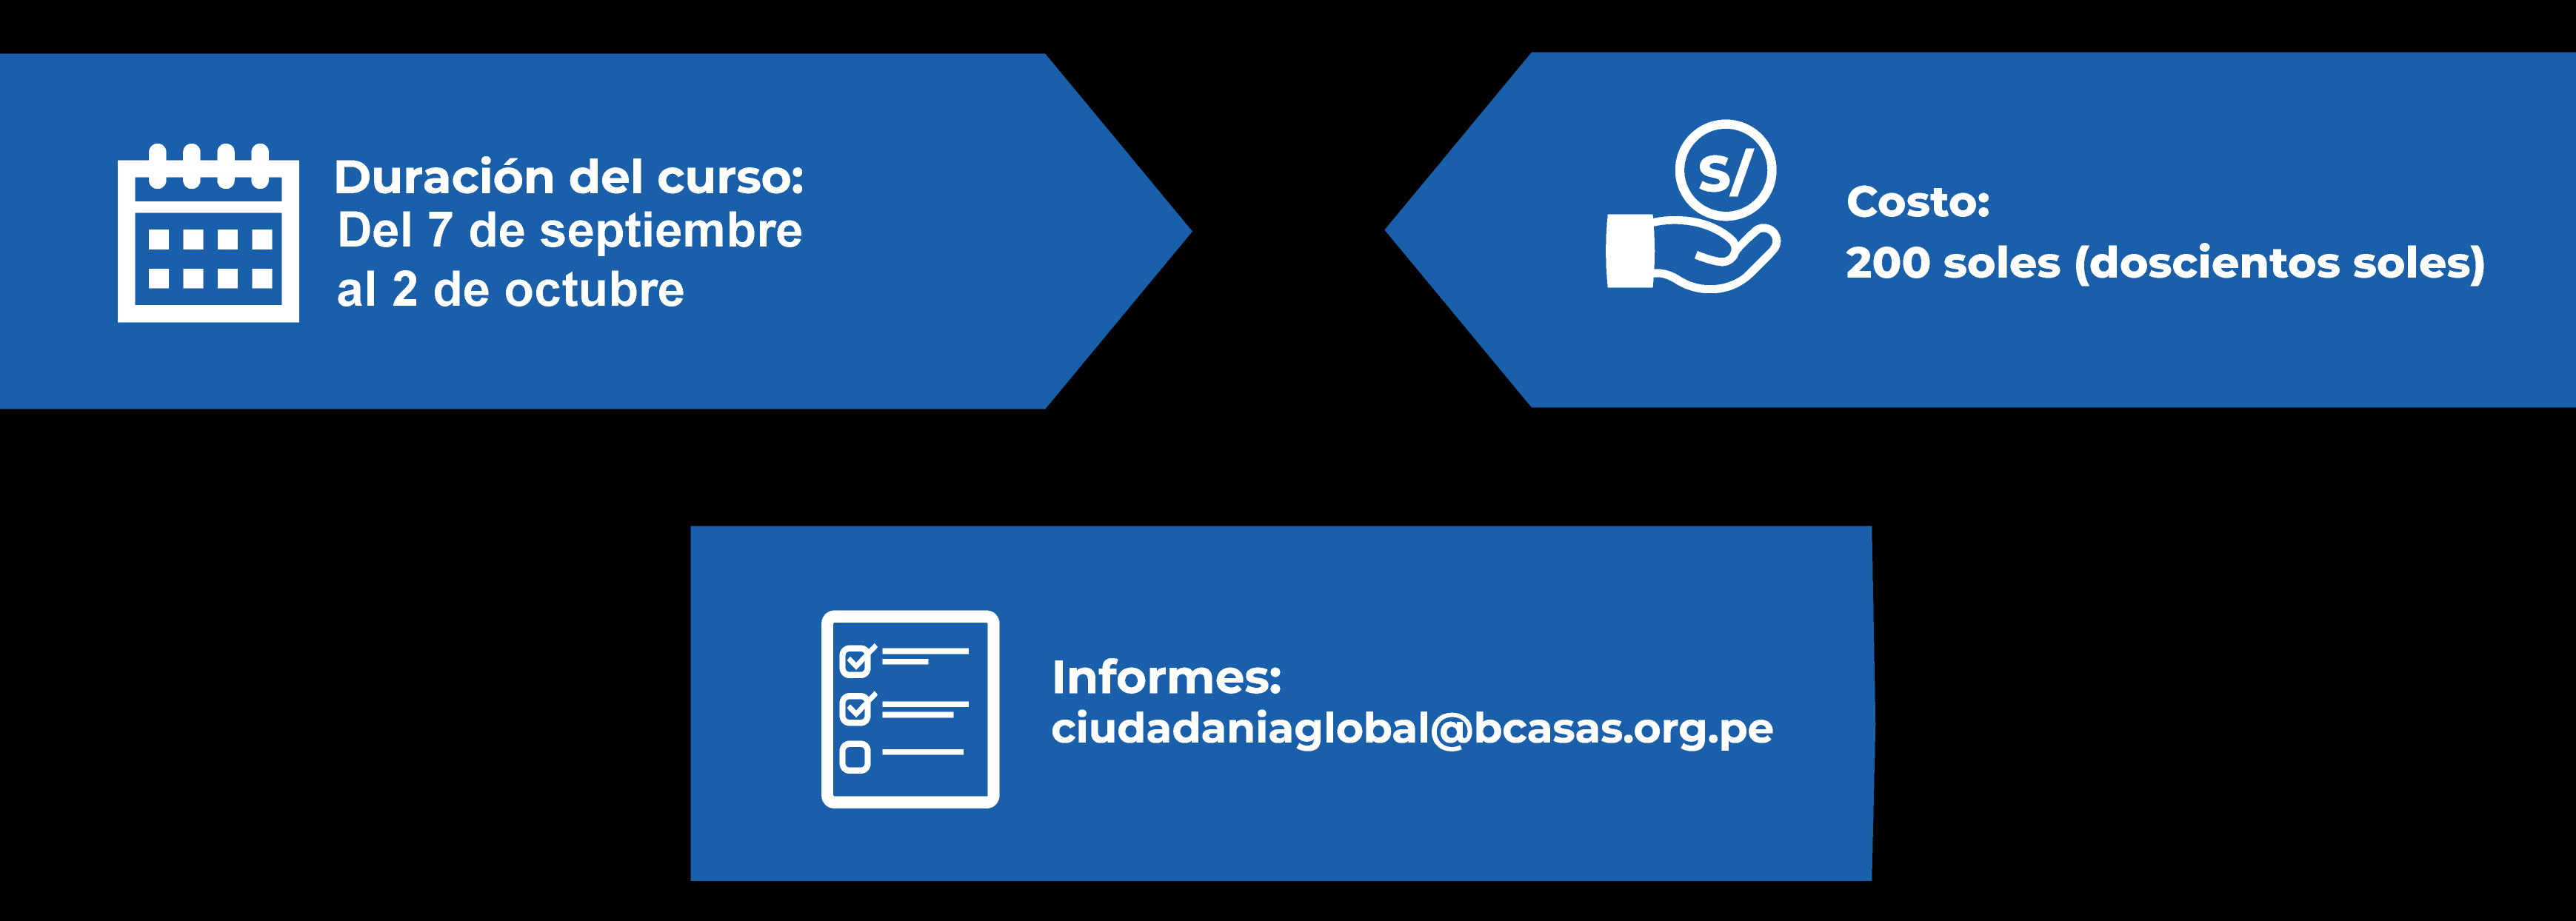 Duración del curso:
Del 7 de septiembre
al 2 de octubre
S/
Costo:
200 soles (doscientos soles)
Informes:
ciudadaniaglobal@bcasas.org.pe